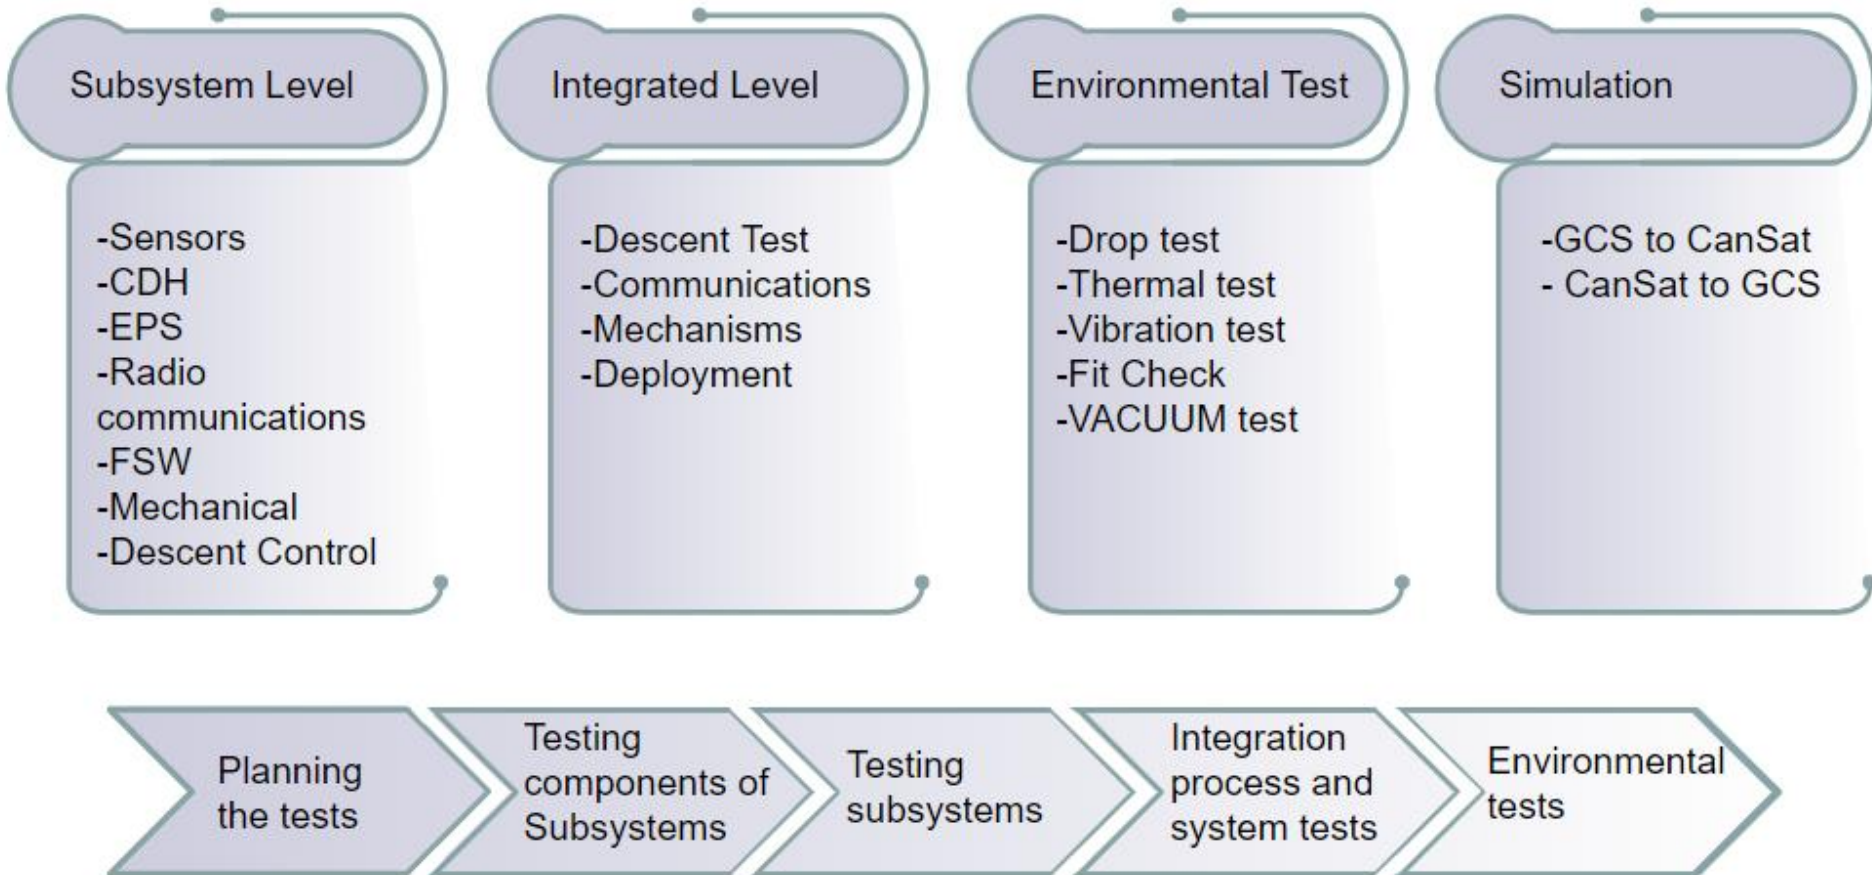 Subsystem Level
-Sensors
-CDH
-EPS
-Radio
communications
-FSW
-Mechanical
-Descent Control
Integrated Level
-Descent Test
-Communications
-Mechanisms
-Deployment
Environmental Test
-Drop test
-Thermal test
-Vibration test
-Fit Check
-VACUUM test
Simulation
-GCS to CanSat
- CanSat to GCS
Planning
the tests
Testing
components of
Subsystems
Testing
subsystems
Integration
process and
system tests
Environmental
tests